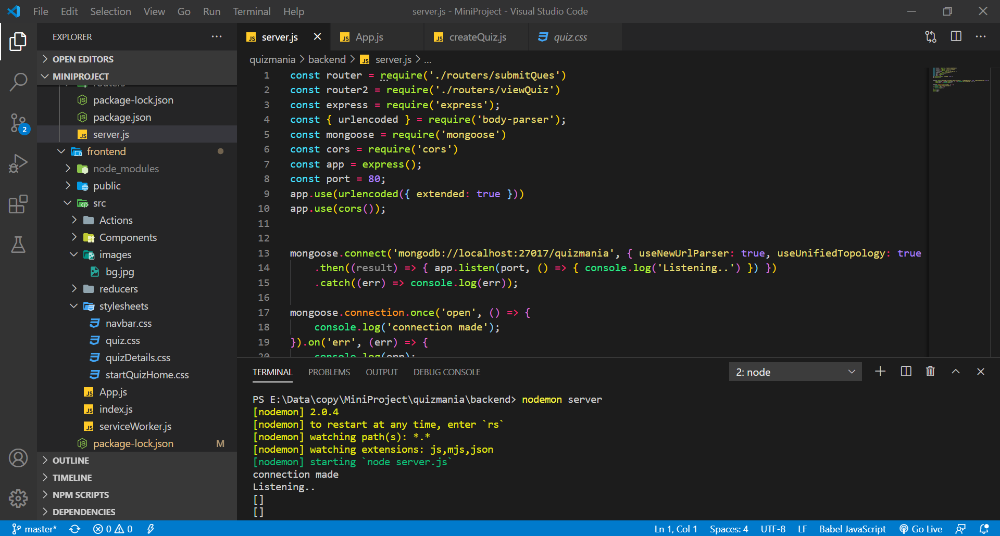 File Edit Selection View Go Run Terminal Help
server.js - MiniProject - Visual Studio Code
EXPLORER
OPEN EDITORS
MINIPROJECT
routers
package-lock.json
package.json
server.js
frontend
node_modules
public
src
Actions
Components
images
bg.jpg
reducers
stylesheets
navbar.css
quiz.css
quizDetails.css
startQuizHome.css
App.js
index.js
serviceWorker.js
package-lock.json M
OUTLINE
TIMELINE
NPM SCRIPTS
DEPENDENCIES
2
server.js App.js createQuiz.js quiz.css
quizmania > backend > server.js > ...
1 const router = require('./routers/submitQues')
2 const router2 = require('./routers/viewQuiz')
3 const express = require('express');
4 const { urlencoded } = require('body-parser');
5 const mongoose = require('mongoose')
6 const cors = require('cors')
7 const app = express();
8 const port = 80;
9 app.use(urlencoded({ extended: true }))
10 app.use(cors());
11
12
13 mongoose.connect('mongodb://localhost:27017/quizmania', { useNewUrlParser: true, useUnifiedTopology: true
14 .then((result) => { app.listen(port, () => { console.log('Listening..') }) })
15 .catch((err) => console.log(err));
16
17 mongoose.connection.once('open', () => {
18 console.log('connection made');
19 }).on('err', (err) => {
20 console.log(err);
TERMINAL PROBLEMS OUTPUT DEBUG CONSOLE
2: node
PS E:\Data\copy\MiniProject\quizmania\backend> nodemon server
[nodemon] 2.0.4
[nodemon] to restart at any time, enter `rs`
[nodemon] watching path(s): *.*
[nodemon] watching extensions: js,mjs,json
[nodemon] starting `node server.js`
connection made
Listening..
[]
[]
master* 0 0
Ln 1, Col 1 Spaces: 4 UTF-8 LF Babel JavaScript Go Live